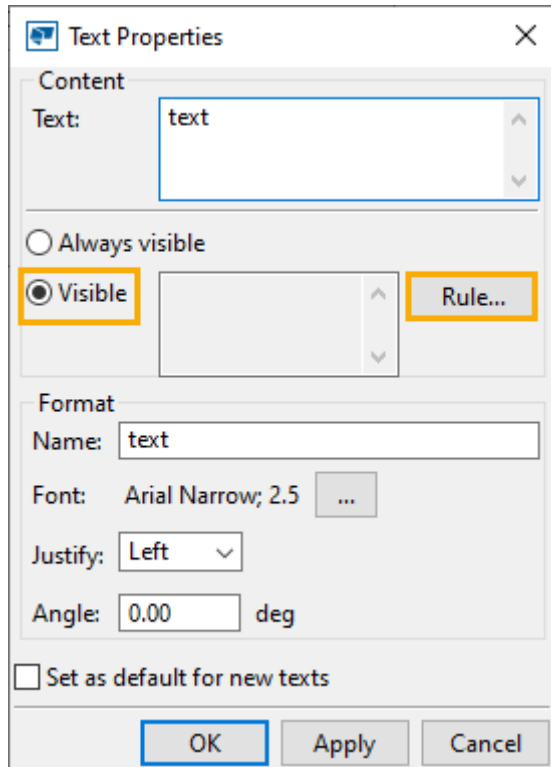 Text Properties
Content
Text: text
Always visible
Visible Rule...
Format
Name: text
Font: Arial Narrow; 2.5 ...
Justify: Left
Angle: 0.00 deg
Set as default for new texts
OK Apply Cancel